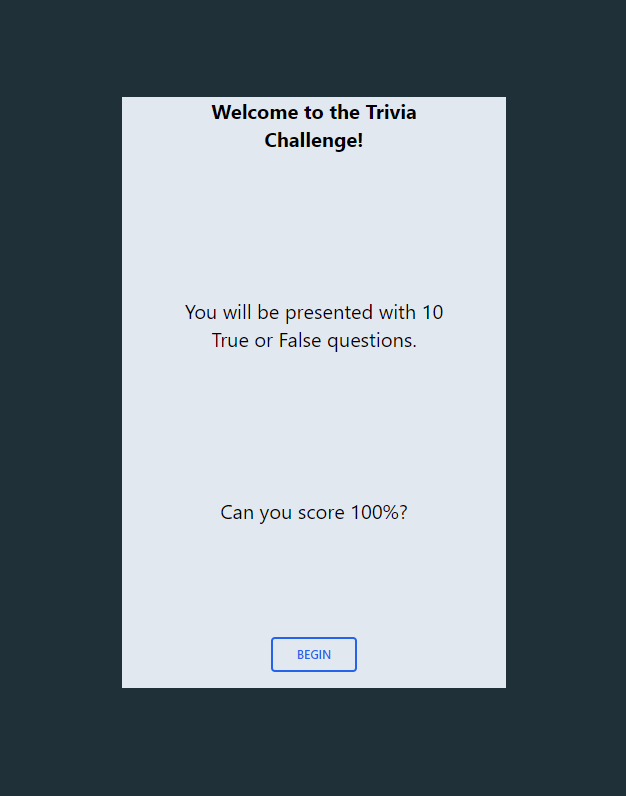 Welcome to the Trivia
Challenge!
You will be presented with 10
True or False questions.
Can you score 100%?
BEGIN